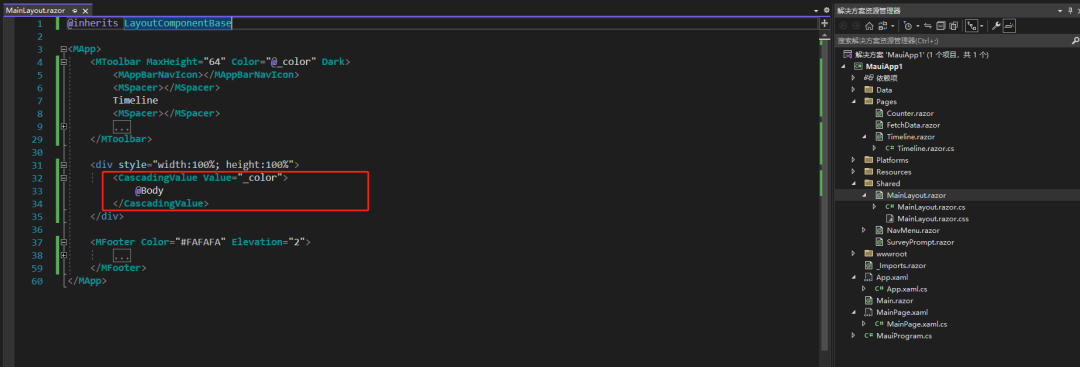 MainLayout.razor
1 @inherits LayoutComponentBase
2
3 <MApp>
4 <MToolbar MaxHeight="64" Color="@_color" Dark>
5 <MAppBarNavIcon></MAppBarNavIcon>
6 <MSpacer></MSpacer>
7 Timeline
8 <MSpacer></MSpacer>
9 ...
29 </MToolbar>
30
31 <div style="width:100%; height:100%">
32 <CascadingValue Value="_color">
33 @Body
34 </CascadingValue>
35 </div>
36
37 <MFooter Color="#FAFAFA" Elevation="2">
38 ...
59 </MFooter>
60 </MApp>
解决方案资源管理器
搜索解决方案资源管理器(Ctrl+;)
解决方案 'MauiApp1' (1 个项目，共 1 个)
MauiApp1
依赖项
Data
Pages
Counter.razor
FetchData.razor
Timeline.razor
C# Timeline.razor.cs
Platforms
Resources
Shared
MainLayout.razor
C# MainLayout.razor.cs
MainLayout.razor.css
NavMenu.razor
SurveyPrompt.razor
wwwroot
_Imports.razor
App.xaml
C# App.xaml.cs
Main.razor
MainPage.xaml
C# MainPage.xaml.cs
C# MauiProgram.cs